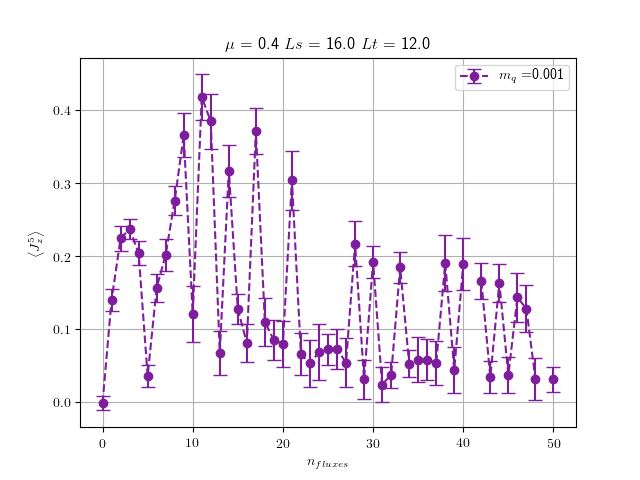 μ = 0.4 Ls = 16.0 Lt = 12.0
m_q =0.001
0.4
0.3
0.2
0.1
0.0
⟨J_z^5⟩
0 10 20 30 40 50
n_fluxes